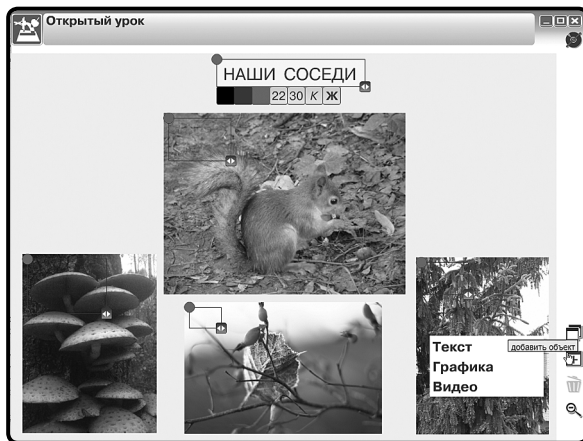 Открытый урок
НАШИ СОСЕДИ
22 30 К Ж
Текст
добавить объект
Графика
Видео